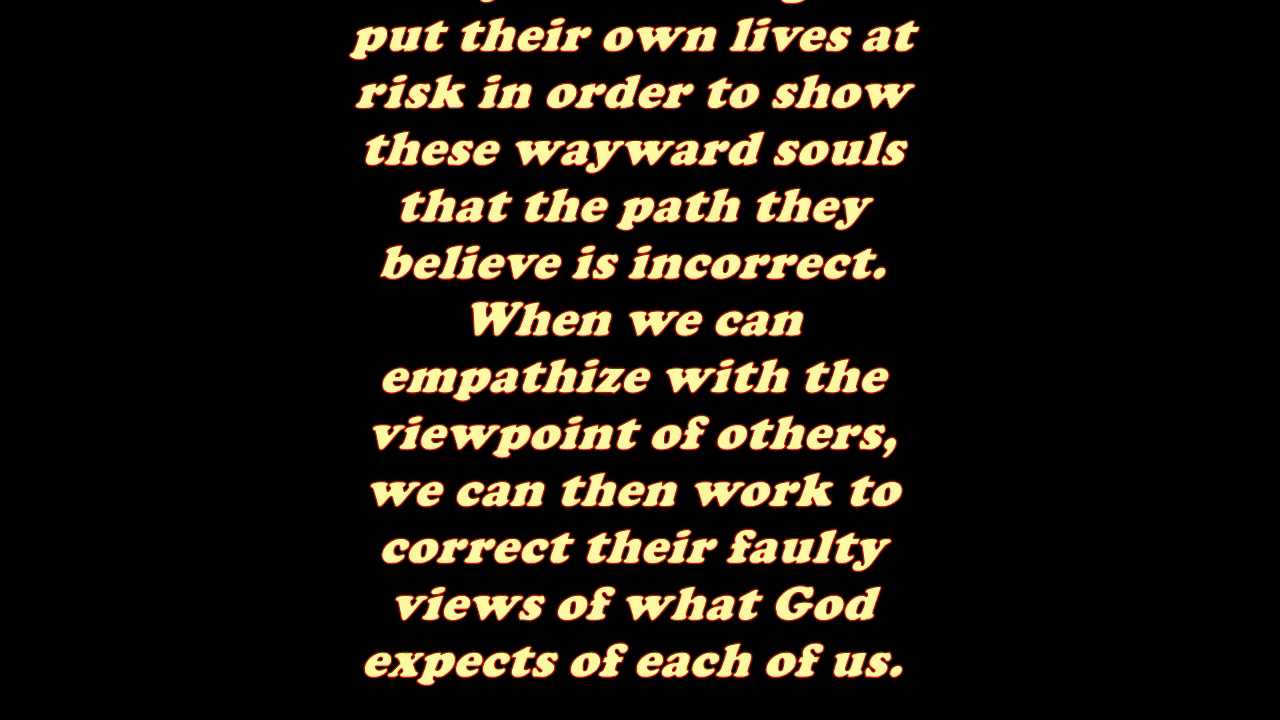 put their own lives at
risk in order to show
these wayward souls
that the path they
believe is incorrect.
When we can
empathize with the
viewpoint of others,
we can then work to
correct their faulty
views of what God
expects of each of us.